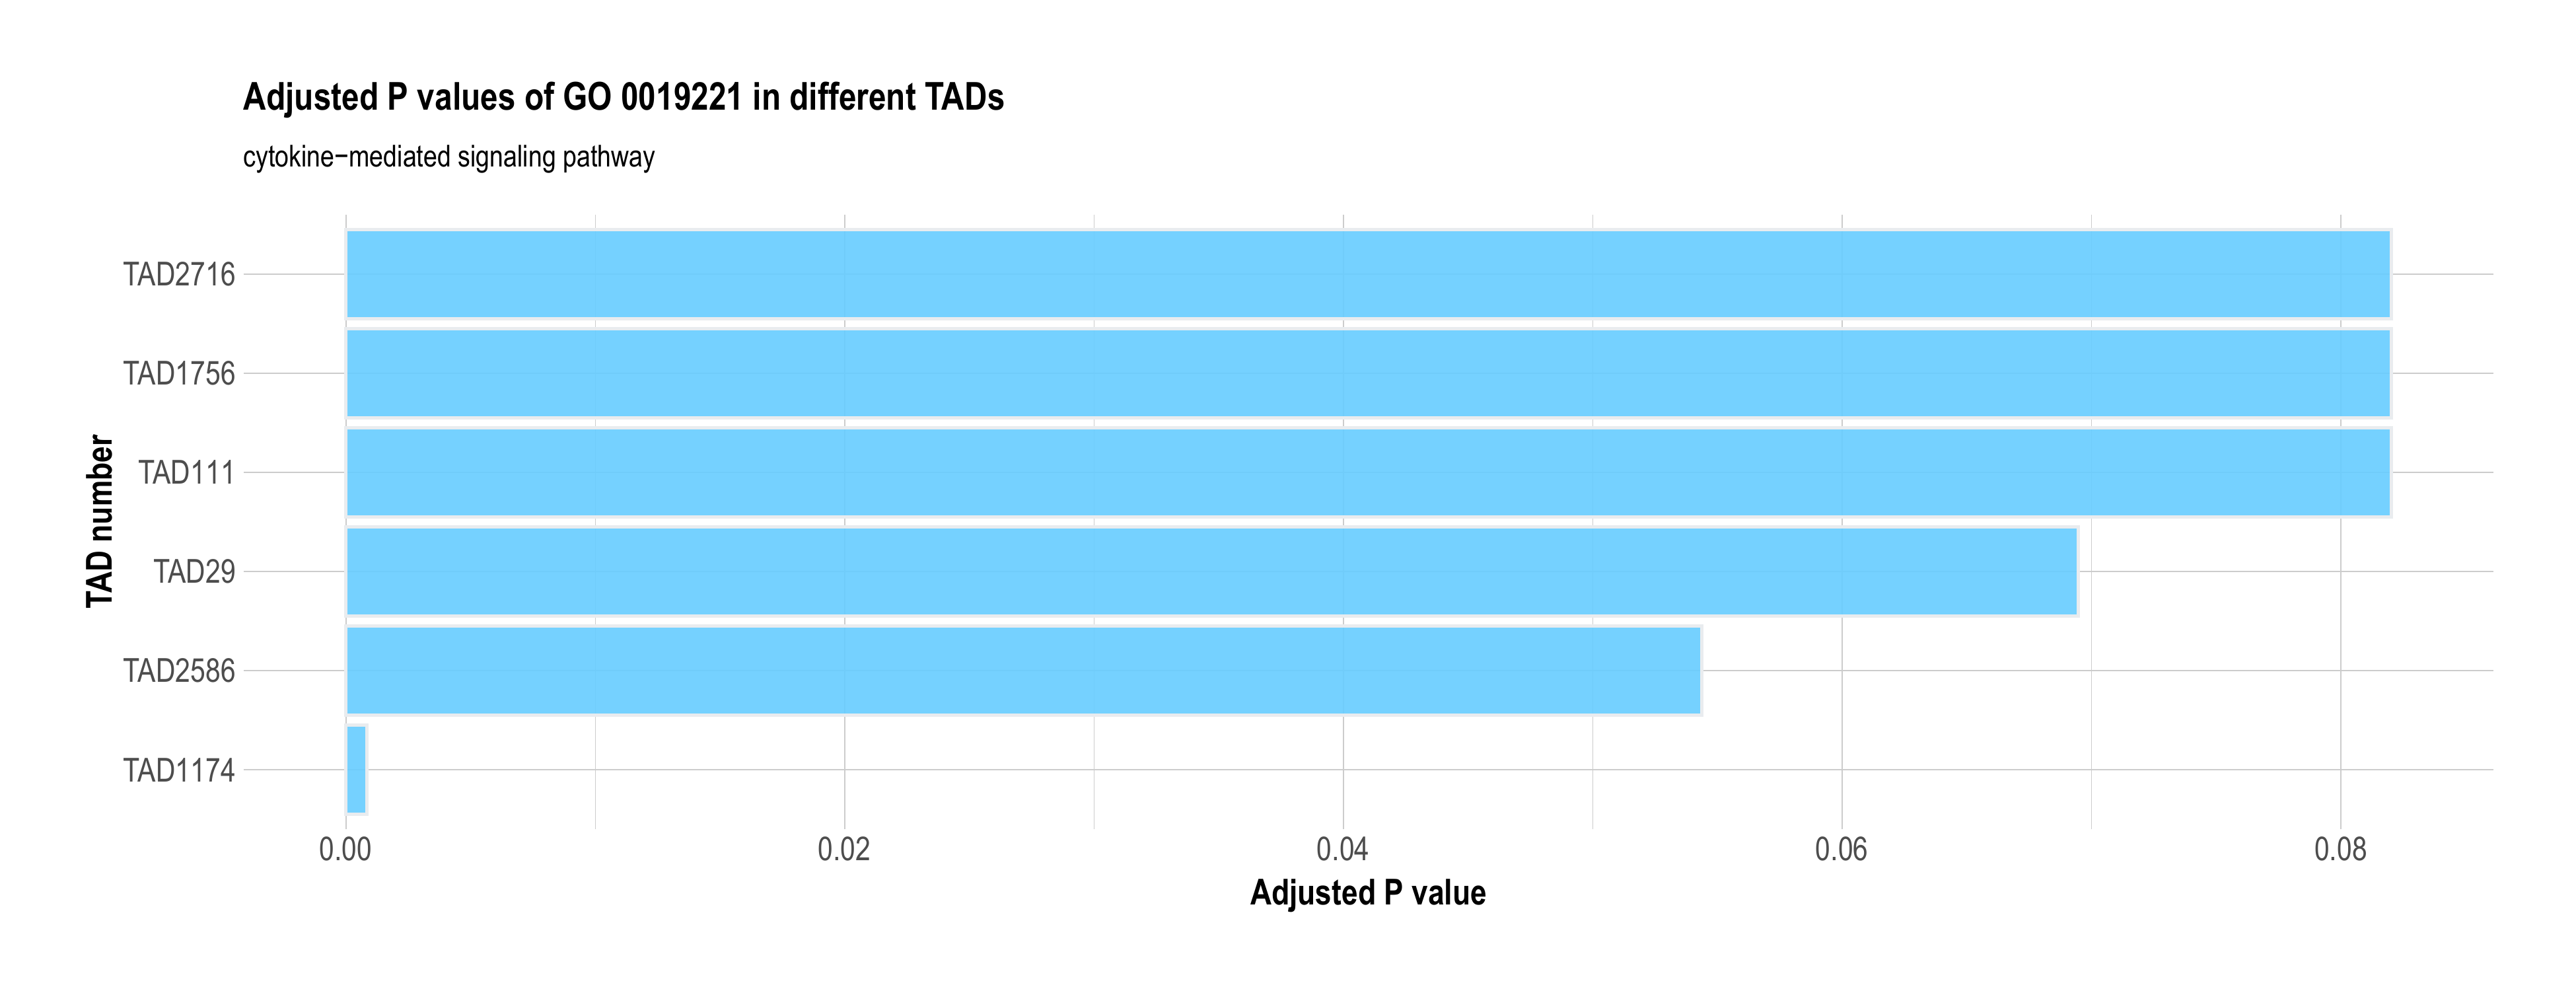 Adjusted P values of GO 0019221 in different TADs
cytokine−mediated signaling pathway
TAD number
TAD2716
TAD1756
TAD111
TAD29
TAD2586
TAD1174
0.00 0.02 0.04 0.06 0.08
Adjusted P value